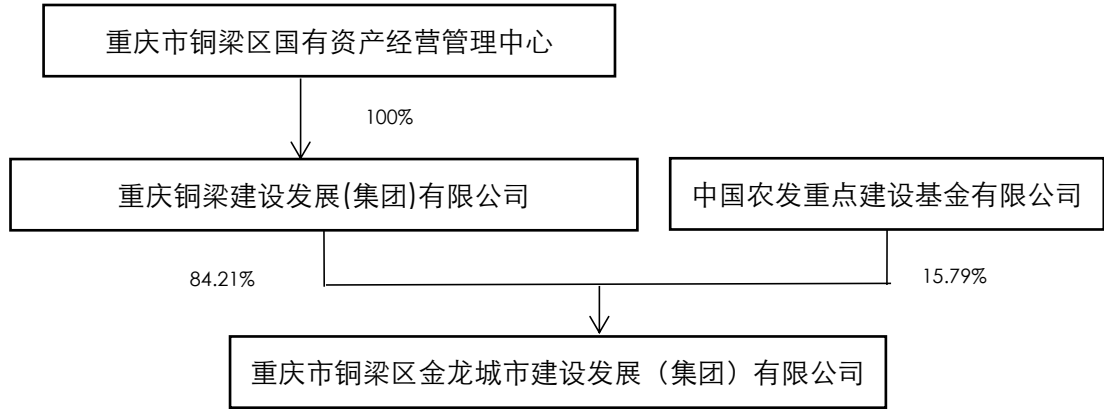 重庆市铜梁区国有资产经营管理中心
100%
重庆铜梁建设发展(集团)有限公司
中国农发重点建设基金有限公司
84.21%
15.79%
重庆市铜梁区金龙城市建设发展（集团）有限公司